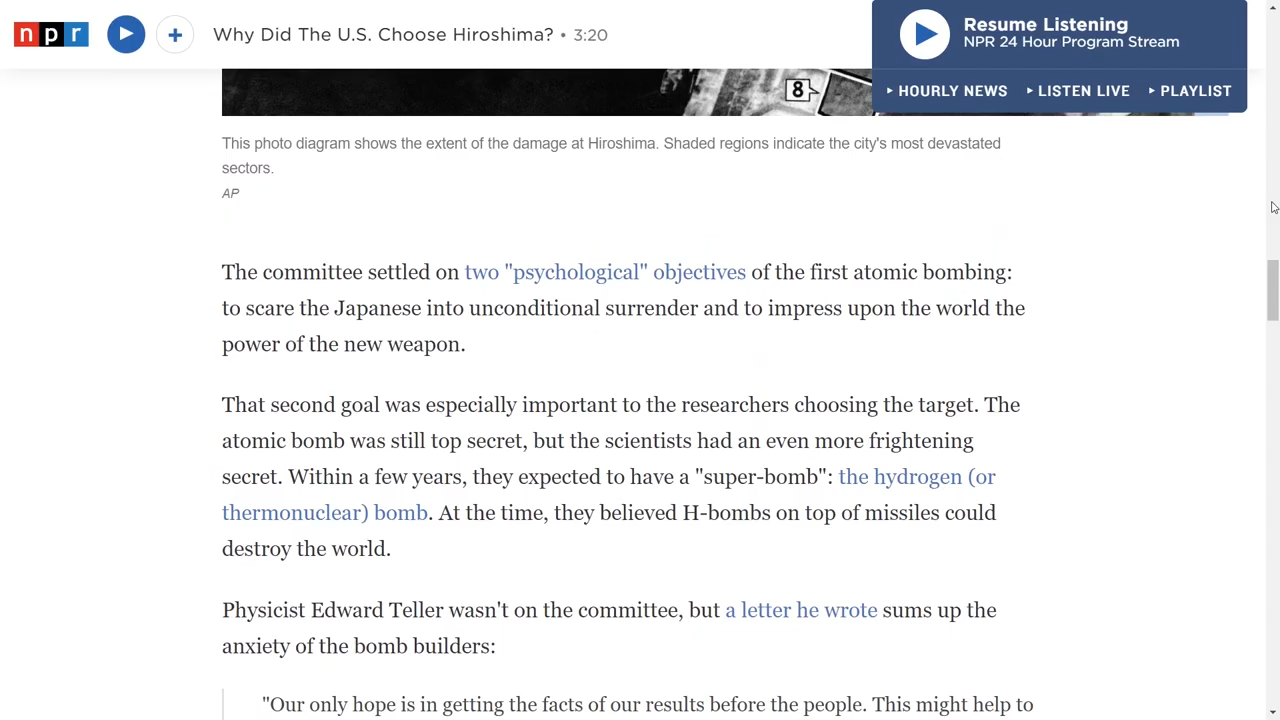 npr
Why Did The U.S. Choose Hiroshima? • 3:20
Resume Listening
NPR 24 Hour Program Stream
HOURLY NEWS LISTEN LIVE PLAYLIST
8
This photo diagram shows the extent of the damage at Hiroshima. Shaded regions indicate the city's most devastated
sectors.
AP
The committee settled on two "psychological" objectives of the first atomic bombing:
to scare the Japanese into unconditional surrender and to impress upon the world the
power of the new weapon.
That second goal was especially important to the researchers choosing the target. The
atomic bomb was still top secret, but the scientists had an even more frightening
secret. Within a few years, they expected to have a "super-bomb": the hydrogen (or
thermonuclear) bomb. At the time, they believed H-bombs on top of missiles could
destroy the world.
Physicist Edward Teller wasn't on the committee, but a letter he wrote sums up the
anxiety of the bomb builders:
"Our only hope is in getting the facts of our results before the people. This might help to